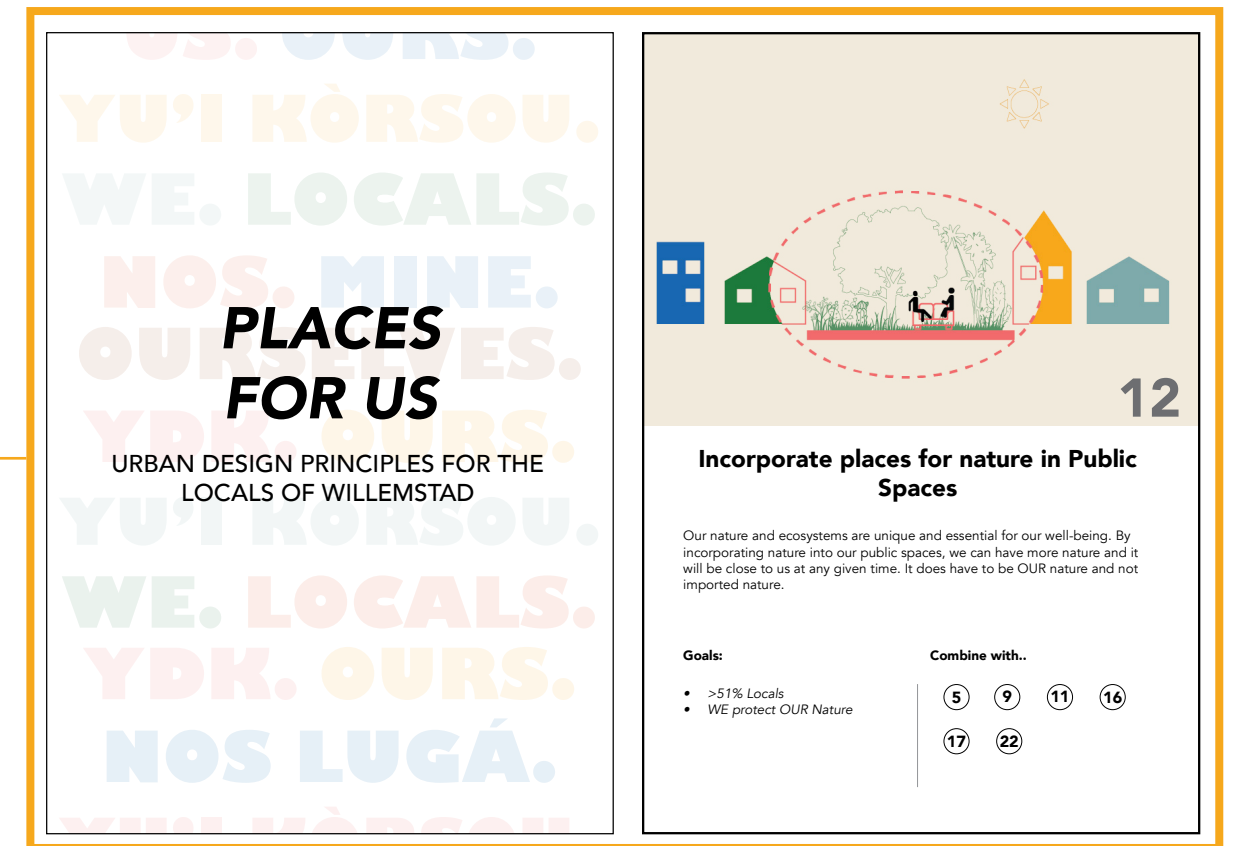 US. OURS.
YU'I KÒRSOU.
WE. LOCALS.
NOS. MINE.
OURSELVES.
YDK. OURS.
YU'I KÒRSOU.
WE. LOCALS.
YDK. OURS.
NOS LUGÁ.
YU'I KÒRSOU.
PLACES
FOR US
URBAN DESIGN PRINCIPLES FOR THE
LOCALS OF WILLEMSTAD
12
Incorporate places for nature in Public
Spaces
Our nature and ecosystems are unique and essential for our well-being. By
incorporating nature into our public spaces, we can have more nature and it
will be close to us at any given time. It does have to be OUR nature and not
imported nature.
Goals:
• >51% Locals
• WE protect OUR Nature
Combine with..
5 9 11 16
17 22